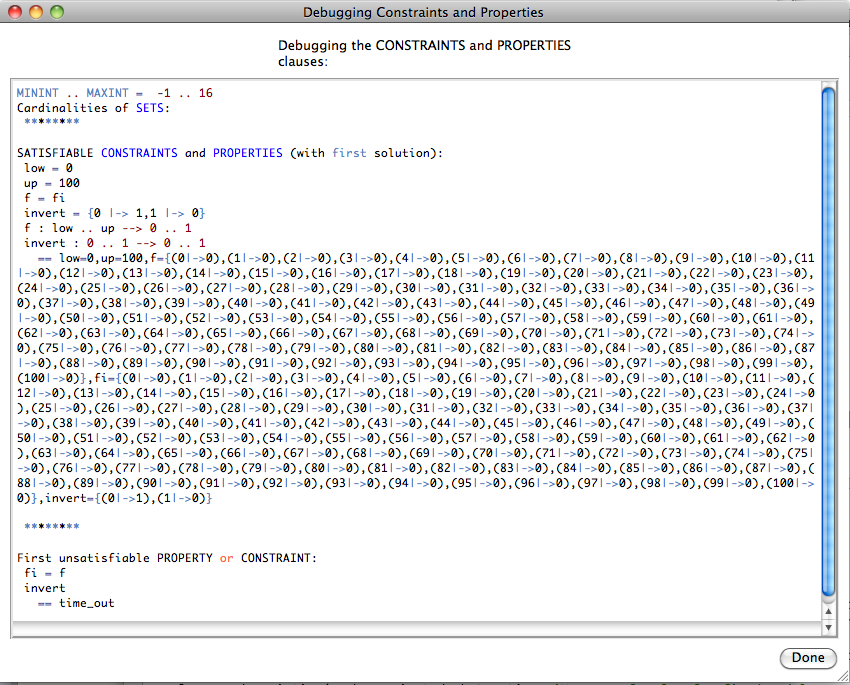 Debugging Constraints and Properties
Debugging the CONSTRAINTS and PROPERTIES
clauses:
MININT .. MAXINT =  -1 .. 16
Cardinalities of SETS:
********
SATISFIABLE CONSTRAINTS and PROPERTIES (with first solution):
low = 0
up = 100
f = fi
invert = {0 |-> 1,1 |-> 0}
f : low .. up --> 0 .. 1
invert : 0 .. 1 --> 0 .. 1
== low=0,up=100,f={(0|->0),(1|->0),(2|->0),(3|->0),(4|->0),(5|->0),(6|->0),(7|->0),(8|->0),(9|->0),(10|->0),(11
|->0),(12|->0),(13|->0),(14|->0),(15|->0),(16|->0),(17|->0),(18|->0),(19|->0),(20|->0),(21|->0),(22|->0),(23|->0),
(24|->0),(25|->0),(26|->0),(27|->0),(28|->0),(29|->0),(30|->0),(31|->0),(32|->0),(33|->0),(34|->0),(35|->0),(36|->
0),(37|->0),(38|->0),(39|->0),(40|->0),(41|->0),(42|->0),(43|->0),(44|->0),(45|->0),(46|->0),(47|->0),(48|->0),(49
|->0),(50|->0),(51|->0),(52|->0),(53|->0),(54|->0),(55|->0),(56|->0),(57|->0),(58|->0),(59|->0),(60|->0),(61|->0),
(62|->0),(63|->0),(64|->0),(65|->0),(66|->0),(67|->0),(68|->0),(69|->0),(70|->0),(71|->0),(72|->0),(73|->0),(74|->
0),(75|->0),(76|->0),(77|->0),(78|->0),(79|->0),(80|->0),(81|->0),(82|->0),(83|->0),(84|->0),(85|->0),(86|->0),(87
|->0),(88|->0),(89|->0),(90|->0),(91|->0),(92|->0),(93|->0),(94|->0),(95|->0),(96|->0),(97|->0),(98|->0),(99|->0),
(100|->0)},fi={(0|->0),(1|->0),(2|->0),(3|->0),(4|->0),(5|->0),(6|->0),(7|->0),(8|->0),(9|->0),(10|->0),(11|->0),(
12|->0),(13|->0),(14|->0),(15|->0),(16|->0),(17|->0),(18|->0),(19|->0),(20|->0),(21|->0),(22|->0),(23|->0),(24|->0
),(25|->0),(26|->0),(27|->0),(28|->0),(29|->0),(30|->0),(31|->0),(32|->0),(33|->0),(34|->0),(35|->0),(36|->0),(37|
->0),(38|->0),(39|->0),(40|->0),(41|->0),(42|->0),(43|->0),(44|->0),(45|->0),(46|->0),(47|->0),(48|->0),(49|->0),(
50|->0),(51|->0),(52|->0),(53|->0),(54|->0),(55|->0),(56|->0),(57|->0),(58|->0),(59|->0),(60|->0),(61|->0),(62|->0
),(63|->0),(64|->0),(65|->0),(66|->0),(67|->0),(68|->0),(69|->0),(70|->0),(71|->0),(72|->0),(73|->0),(74|->0),(75|
->0),(76|->0),(77|->0),(78|->0),(79|->0),(80|->0),(81|->0),(82|->0),(83|->0),(84|->0),(85|->0),(86|->0),(87|->0),(
88|->0),(89|->0),(90|->0),(91|->0),(92|->0),(93|->0),(94|->0),(95|->0),(96|->0),(97|->0),(98|->0),(99|->0),(100|->
0)},invert={(0|->1),(1|->0)}
********
First unsatisfiable PROPERTY or CONSTRAINT:
fi = f
invert
== time_out
Done